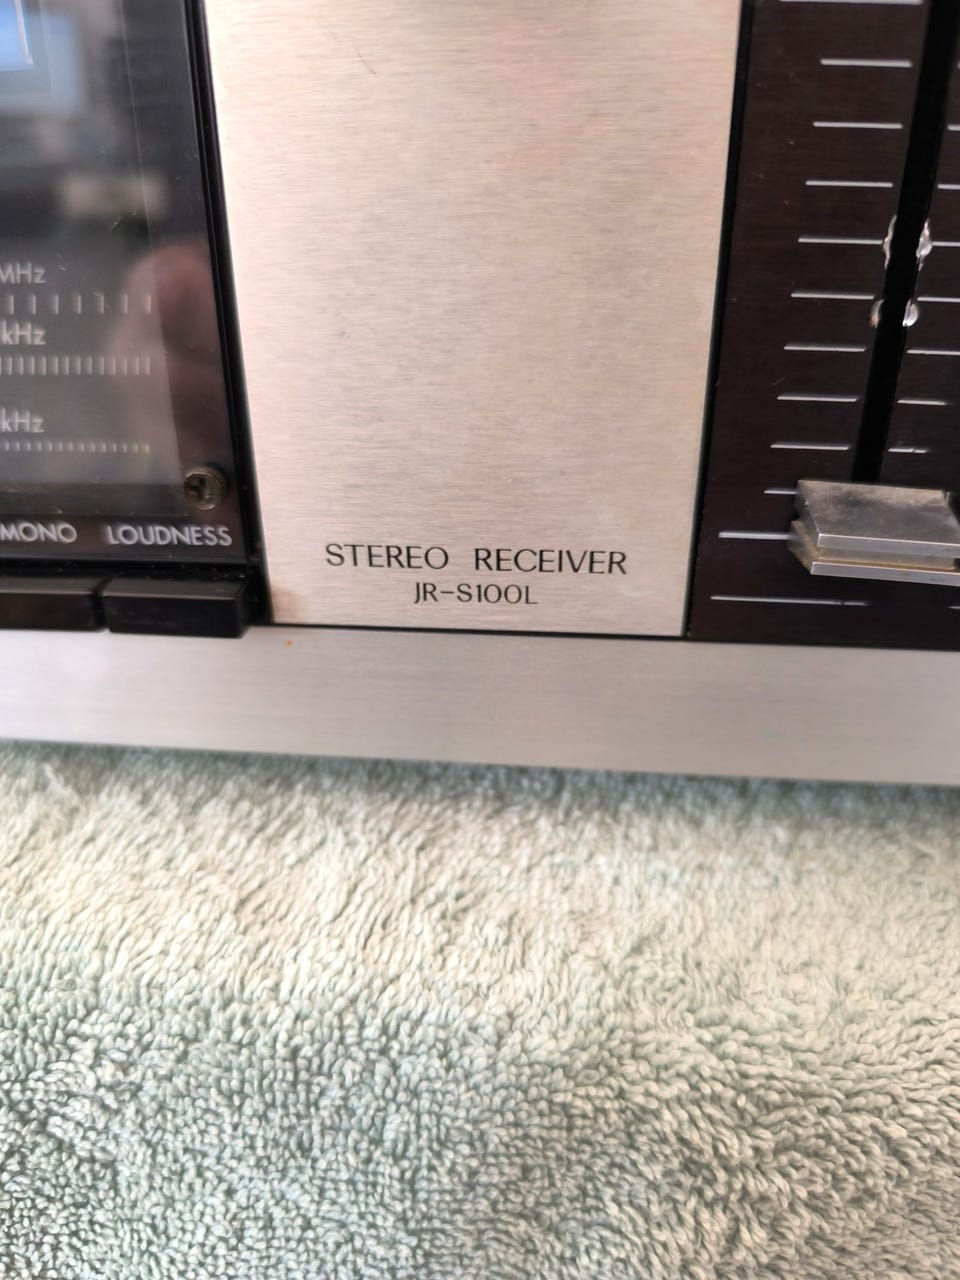 MHz
kHz
kHz
MONO LOUDNESS
STEREO RECEIVER
JR-S100L